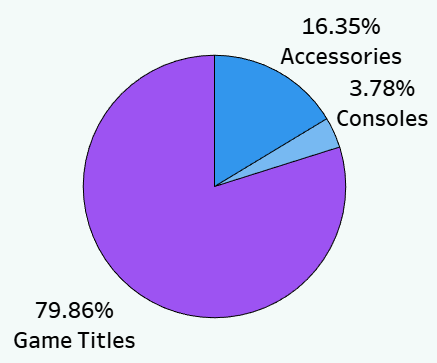 16.35%
Accessories
3.78%
Consoles
79.86%
Game Titles